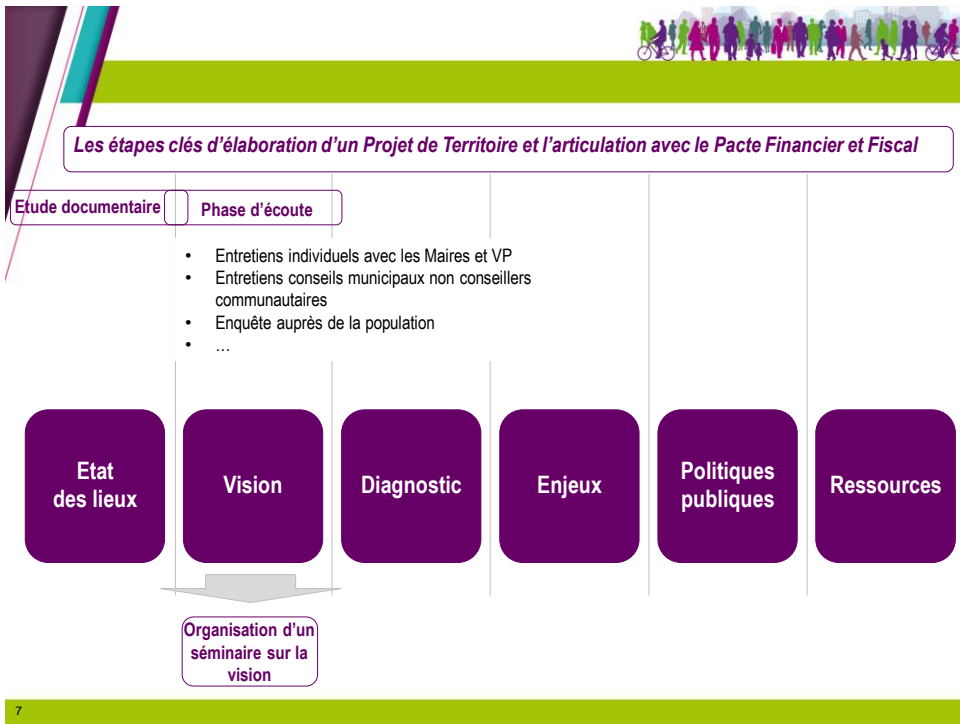 Les étapes clés d’élaboration d’un Projet de Territoire et l’articulation avec le Pacte Financier et Fiscal
Etude documentaire
Phase d’écoute
• Entretiens individuels avec les Maires et VP
• Entretiens conseils municipaux non conseillers
communautaires
• Enquête auprès de la population
• …
Etat
des lieux
Vision
Diagnostic
Enjeux
Politiques
publiques
Ressources
Organisation d’un
séminaire sur la
vision
7